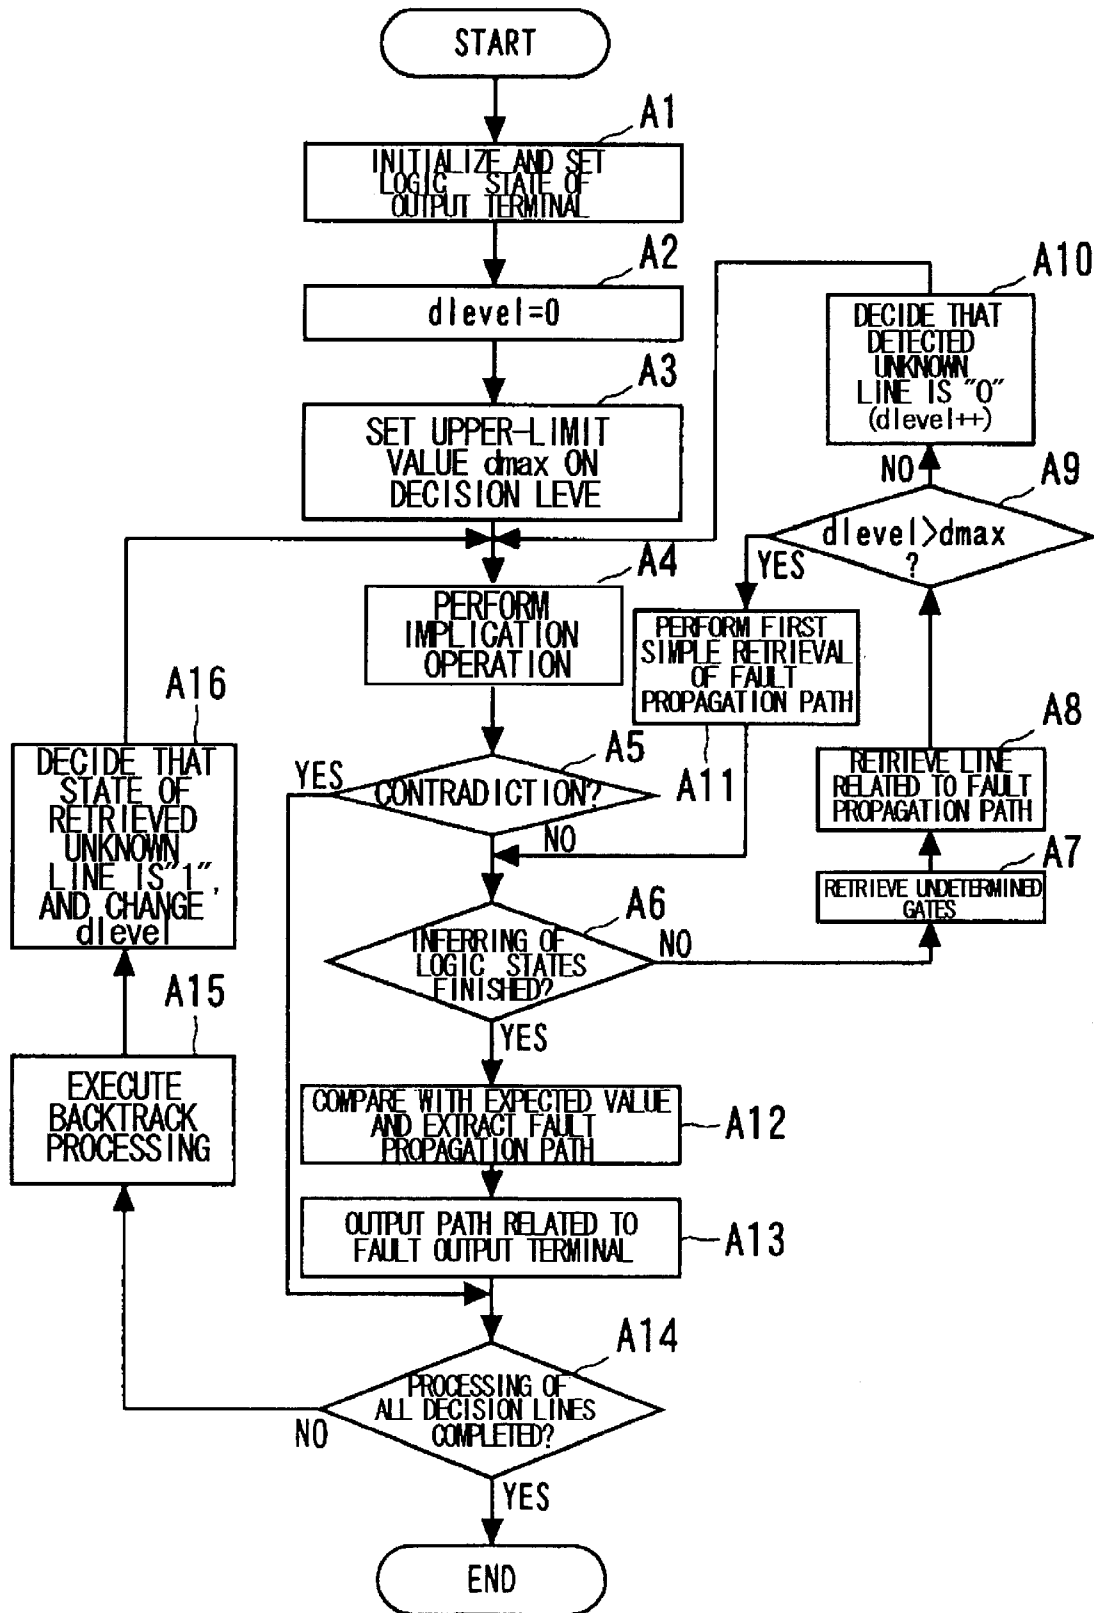 START
A1
INITIALIZE AND SET
LOGIC STATE OF
OUTPUT TERMINAL
A2
dlevel=0
A3
SET UPPER-LIMIT
VALUE dmax ON
DECISION LEVE
A4
PERFORM
IMPLICATION
OPERATION
A5
CONTRADICTION?
YES
NO
A6
INFERRING OF
LOGIC STATES
FINISHED?
NO
YES
A7
RETRIEVE UNDETERMINED
GATES
A8
RETRIEVE LINE
RELATED TO FAULT
PROPAGATION PATH
A9
dlevel>dmax
?
NO
YES
A10
DECIDE THAT
DETECTED
UNKNOWN
LINE IS "0"
(dlevel++)
PERFORM FIRST
SIMPLE RETRIEVAL
OF FAULT
PROPAGATION PATH
A11
COMPARE WITH EXPECTED VALUE
AND EXTRACT FAULT
PROPAGATION PATH
A12
OUTPUT PATH RELATED TO
FAULT OUTPUT TERMINAL
A13
A14
PROCESSING OF
ALL DECISION LINES
COMPLETED?
NO
YES
A15
EXECUTE
BACKTRACK
PROCESSING
A16
DECIDE THAT
STATE OF
RETRIEVED
UNKNOWN
LINE IS"1",
AND CHANGE
dlevel
END